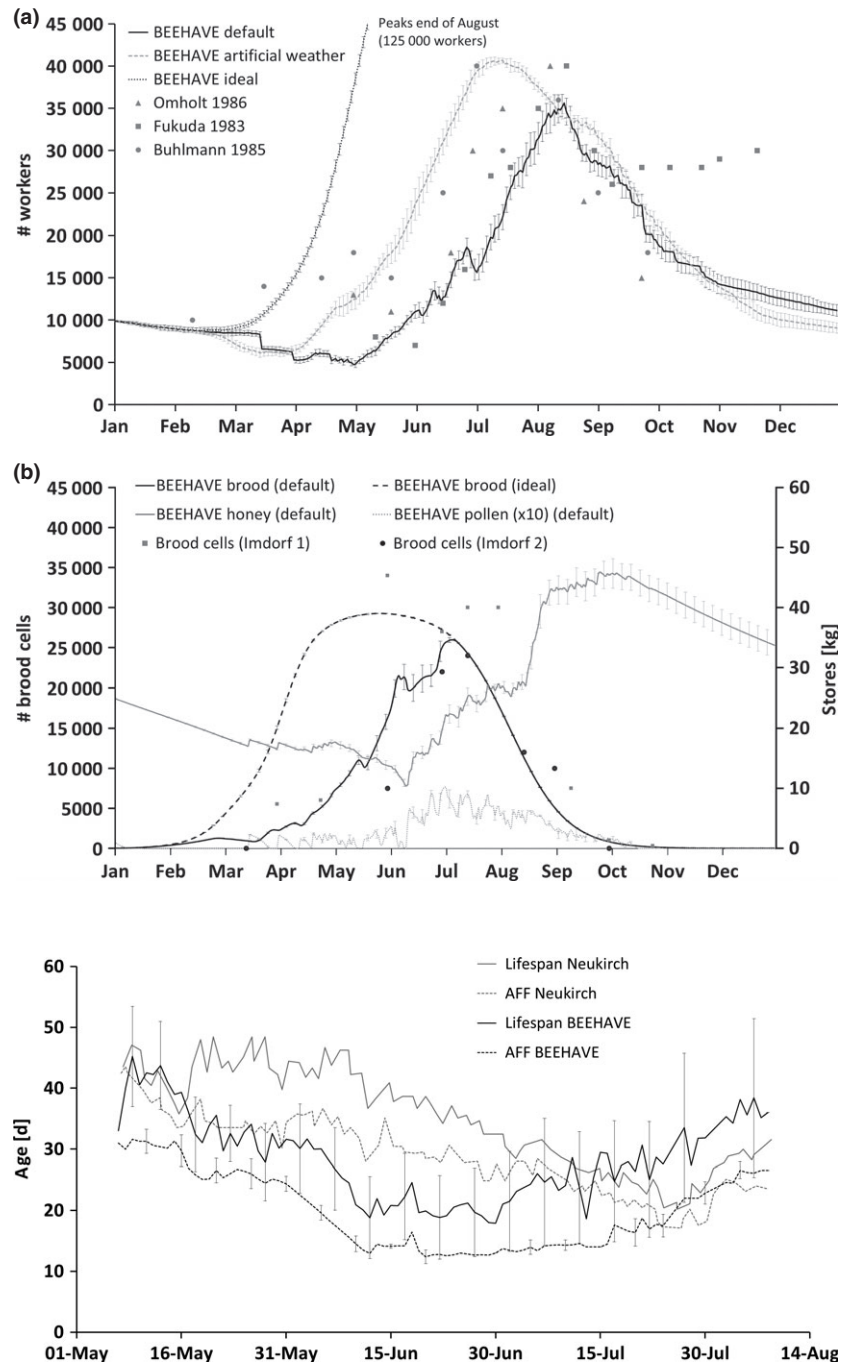 (a)
45 000
40 000
35 000
30 000
25 000
20 000
15 000
10 000
5000
0
# workers
BEEHAVE default
BEEHAVE artificial weather
BEEHAVE ideal
Omholt 1986
Fukuda 1983
Buhlmann 1985
Peaks end of August
(125 000 workers)
Jan Feb Mar Apr May Jun Jul Aug Sep Oct Nov Dec
(b)
45 000
40 000
35 000
30 000
25 000
20 000
15 000
10 000
5000
0
# brood cells
BEEHAVE brood (default)
BEEHAVE brood (ideal)
BEEHAVE honey (default)
BEEHAVE pollen (x10) (default)
Brood cells (Imdorf 1)
Brood cells (Imdorf 2)
60
50
40
30
20
10
0
Stores [kg]
Jan Feb Mar Apr May Jun Jul Aug Sep Oct Nov Dec
60
50
40
30
20
10
0
Age [d]
Lifespan Neukirch
AFF Neukirch
Lifespan BEEHAVE
AFF BEEHAVE
01-May 16-May 31-May 15-Jun 30-Jun 15-Jul 30-Jul 14-Aug